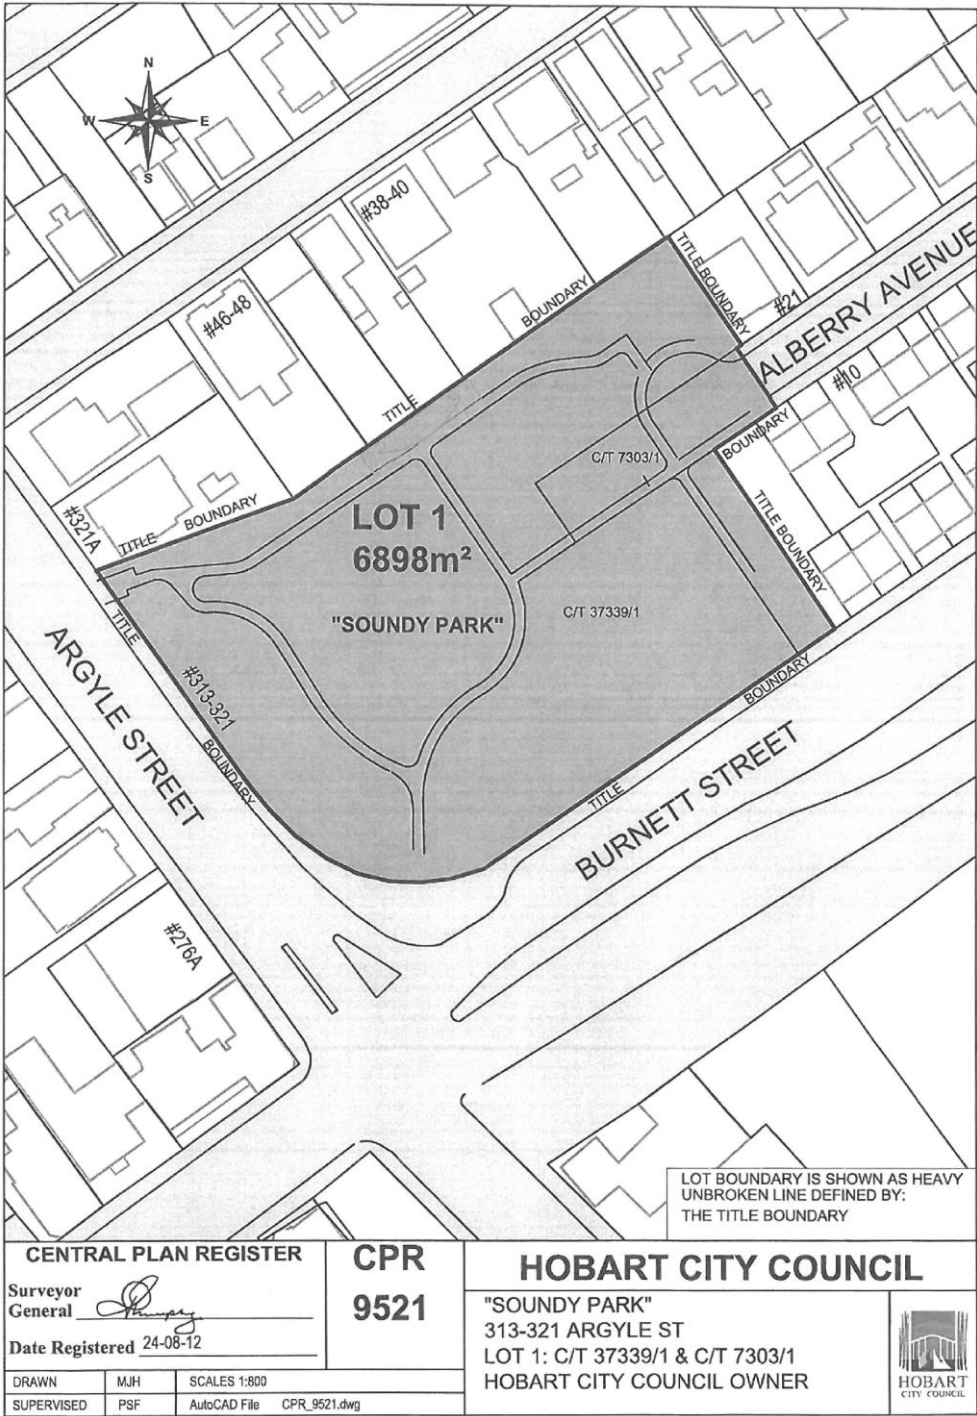 N
W E
S
#38-40
#46-48
TITLE BOUNDARY
#21
ALBERRY AVENUE
#10
BOUNDARY
TITLE
BOUNDARY
C/T 7303/1
LOT 1
6898m²
"SOUNDY PARK"
C/T 37339/1
TITLE BOUNDARY
#321A
TITLE BOUNDARY
TITLE
#313-321
BOUNDARY
ARGYLE STREET
BOUNDARY
TITLE
BURNETT STREET
#276A
LOT BOUNDARY IS SHOWN AS HEAVY
UNBROKEN LINE DEFINED BY:
THE TITLE BOUNDARY
CENTRAL PLAN REGISTER
Surveyor
General
Date Registered 24-08-12
CPR
9521
HOBART CITY COUNCIL
"SOUNDY PARK"
313-321 ARGYLE ST
LOT 1: C/T 37339/1 & C/T 7303/1
HOBART CITY COUNCIL OWNER
HOBART
CITY COUNCIL
DRAWN MJH SCALES 1:800
SUPERVISED PSF AutoCAD File CPR_9521.dwg